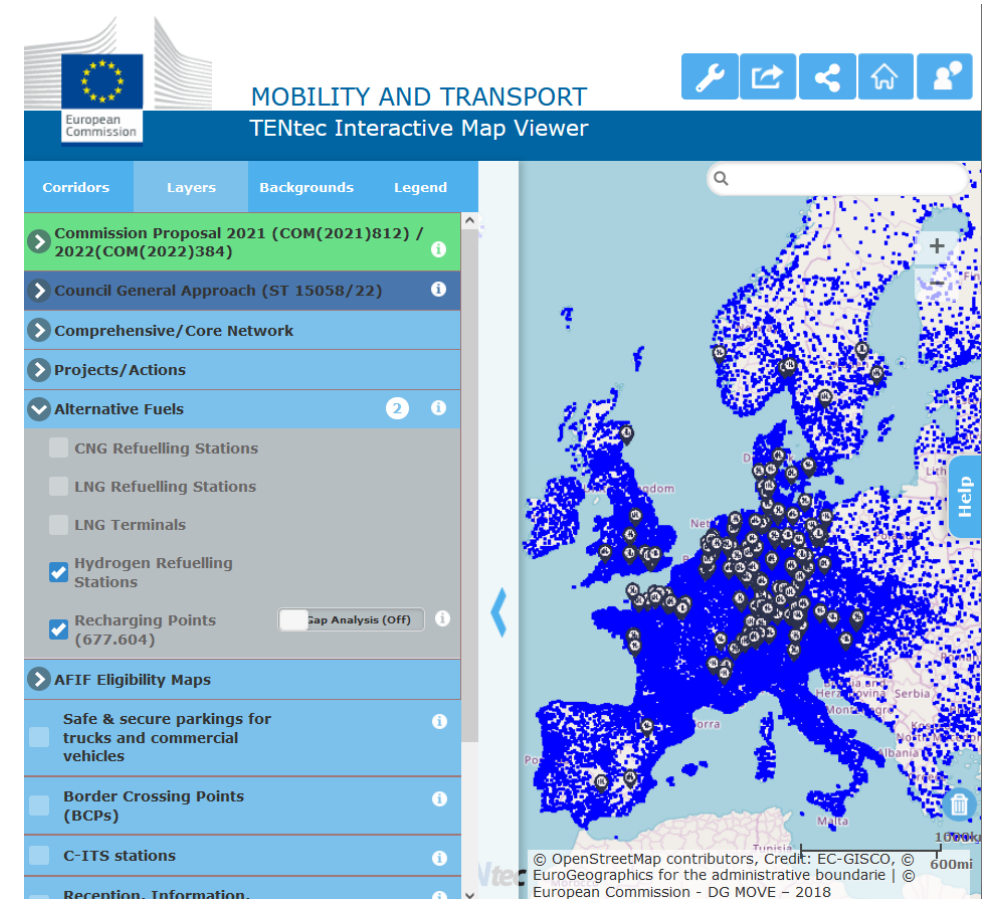 European
Commission
MOBILITY AND TRANSPORT
TENtec Interactive Map Viewer
Corridors
Layers
Backgrounds
Legend
Commission Proposal 2021 (COM(2021)812) /
2022(COM(2022)384)
Council General Approach (ST 15058/22)
Comprehensive/Core Network
Projects/Actions
Alternative Fuels
2
CNG Refuelling Stations
LNG Refuelling Stations
LNG Terminals
Hydrogen Refuelling
Stations
Recharging Points
(677.604)
Gap Analysis (Off)
AFIF Eligibility Maps
Safe & secure parkings for
trucks and commercial
vehicles
Border Crossing Points
(BCPs)
C-ITS stations
Reception, Information,
+
−
Help
Serbia
Albania
Malta
Tunisia
600mi
© OpenStreetMap contributors, Credit: EC-GISCO, ©
EuroGeographics for the administrative boundarie | ©
European Commission - DG MOVE – 2018